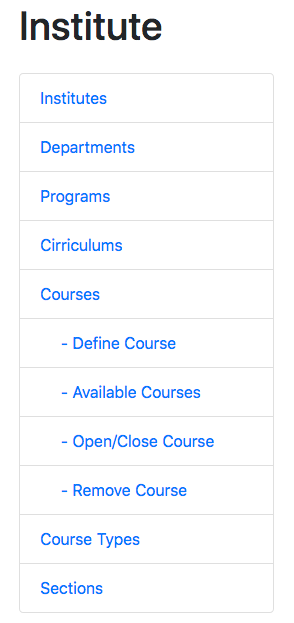 Institute
Institutes
Departments
Programs
Cirriculums
Courses
- Define Course
- Available Courses
- Open/Close Course
- Remove Course
Course Types
Sections